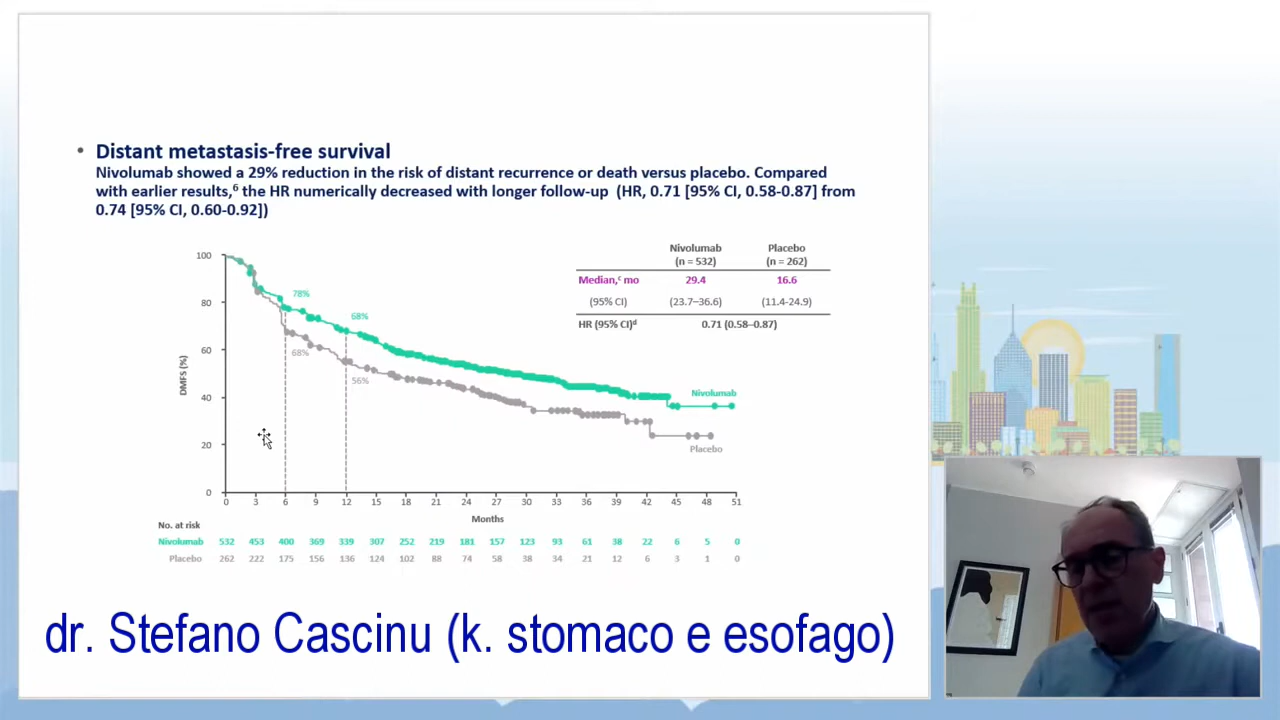 • Distant metastasis-free survival
Nivolumab showed a 29% reduction in the risk of distant recurrence or death versus placebo. Compared
with earlier results,⁶ the HR numerically decreased with longer follow-up (HR, 0.71 [95% CI, 0.58-0.87] from
0.74 [95% CI, 0.60-0.92])
Nivolumab Placebo
(n = 532) (n = 262)
Median,ᶜ mo 29.4 16.6
(95% CI) (23.7–36.6) (11.4-24.9)
HR (95% CI)ᵈ 0.71 (0.58–0.87)
DMFS (%)
100
80
60
40
20
0
78%
68%
68%
56%
Nivolumab
Placebo
0 3 6 9 12 15 18 21 24 27 30 33 36 39 42 45 48 51
Months
No. at risk
Nivolumab 532 453 400 369 339 307 252 219 181 157 123 93 61 38 22 6 5 0
Placebo 262 222 175 156 136 124 102 88 74 58 38 34 21 12 6 3 1 0
dr. Stefano Cascinu (k. stomaco e esofago)